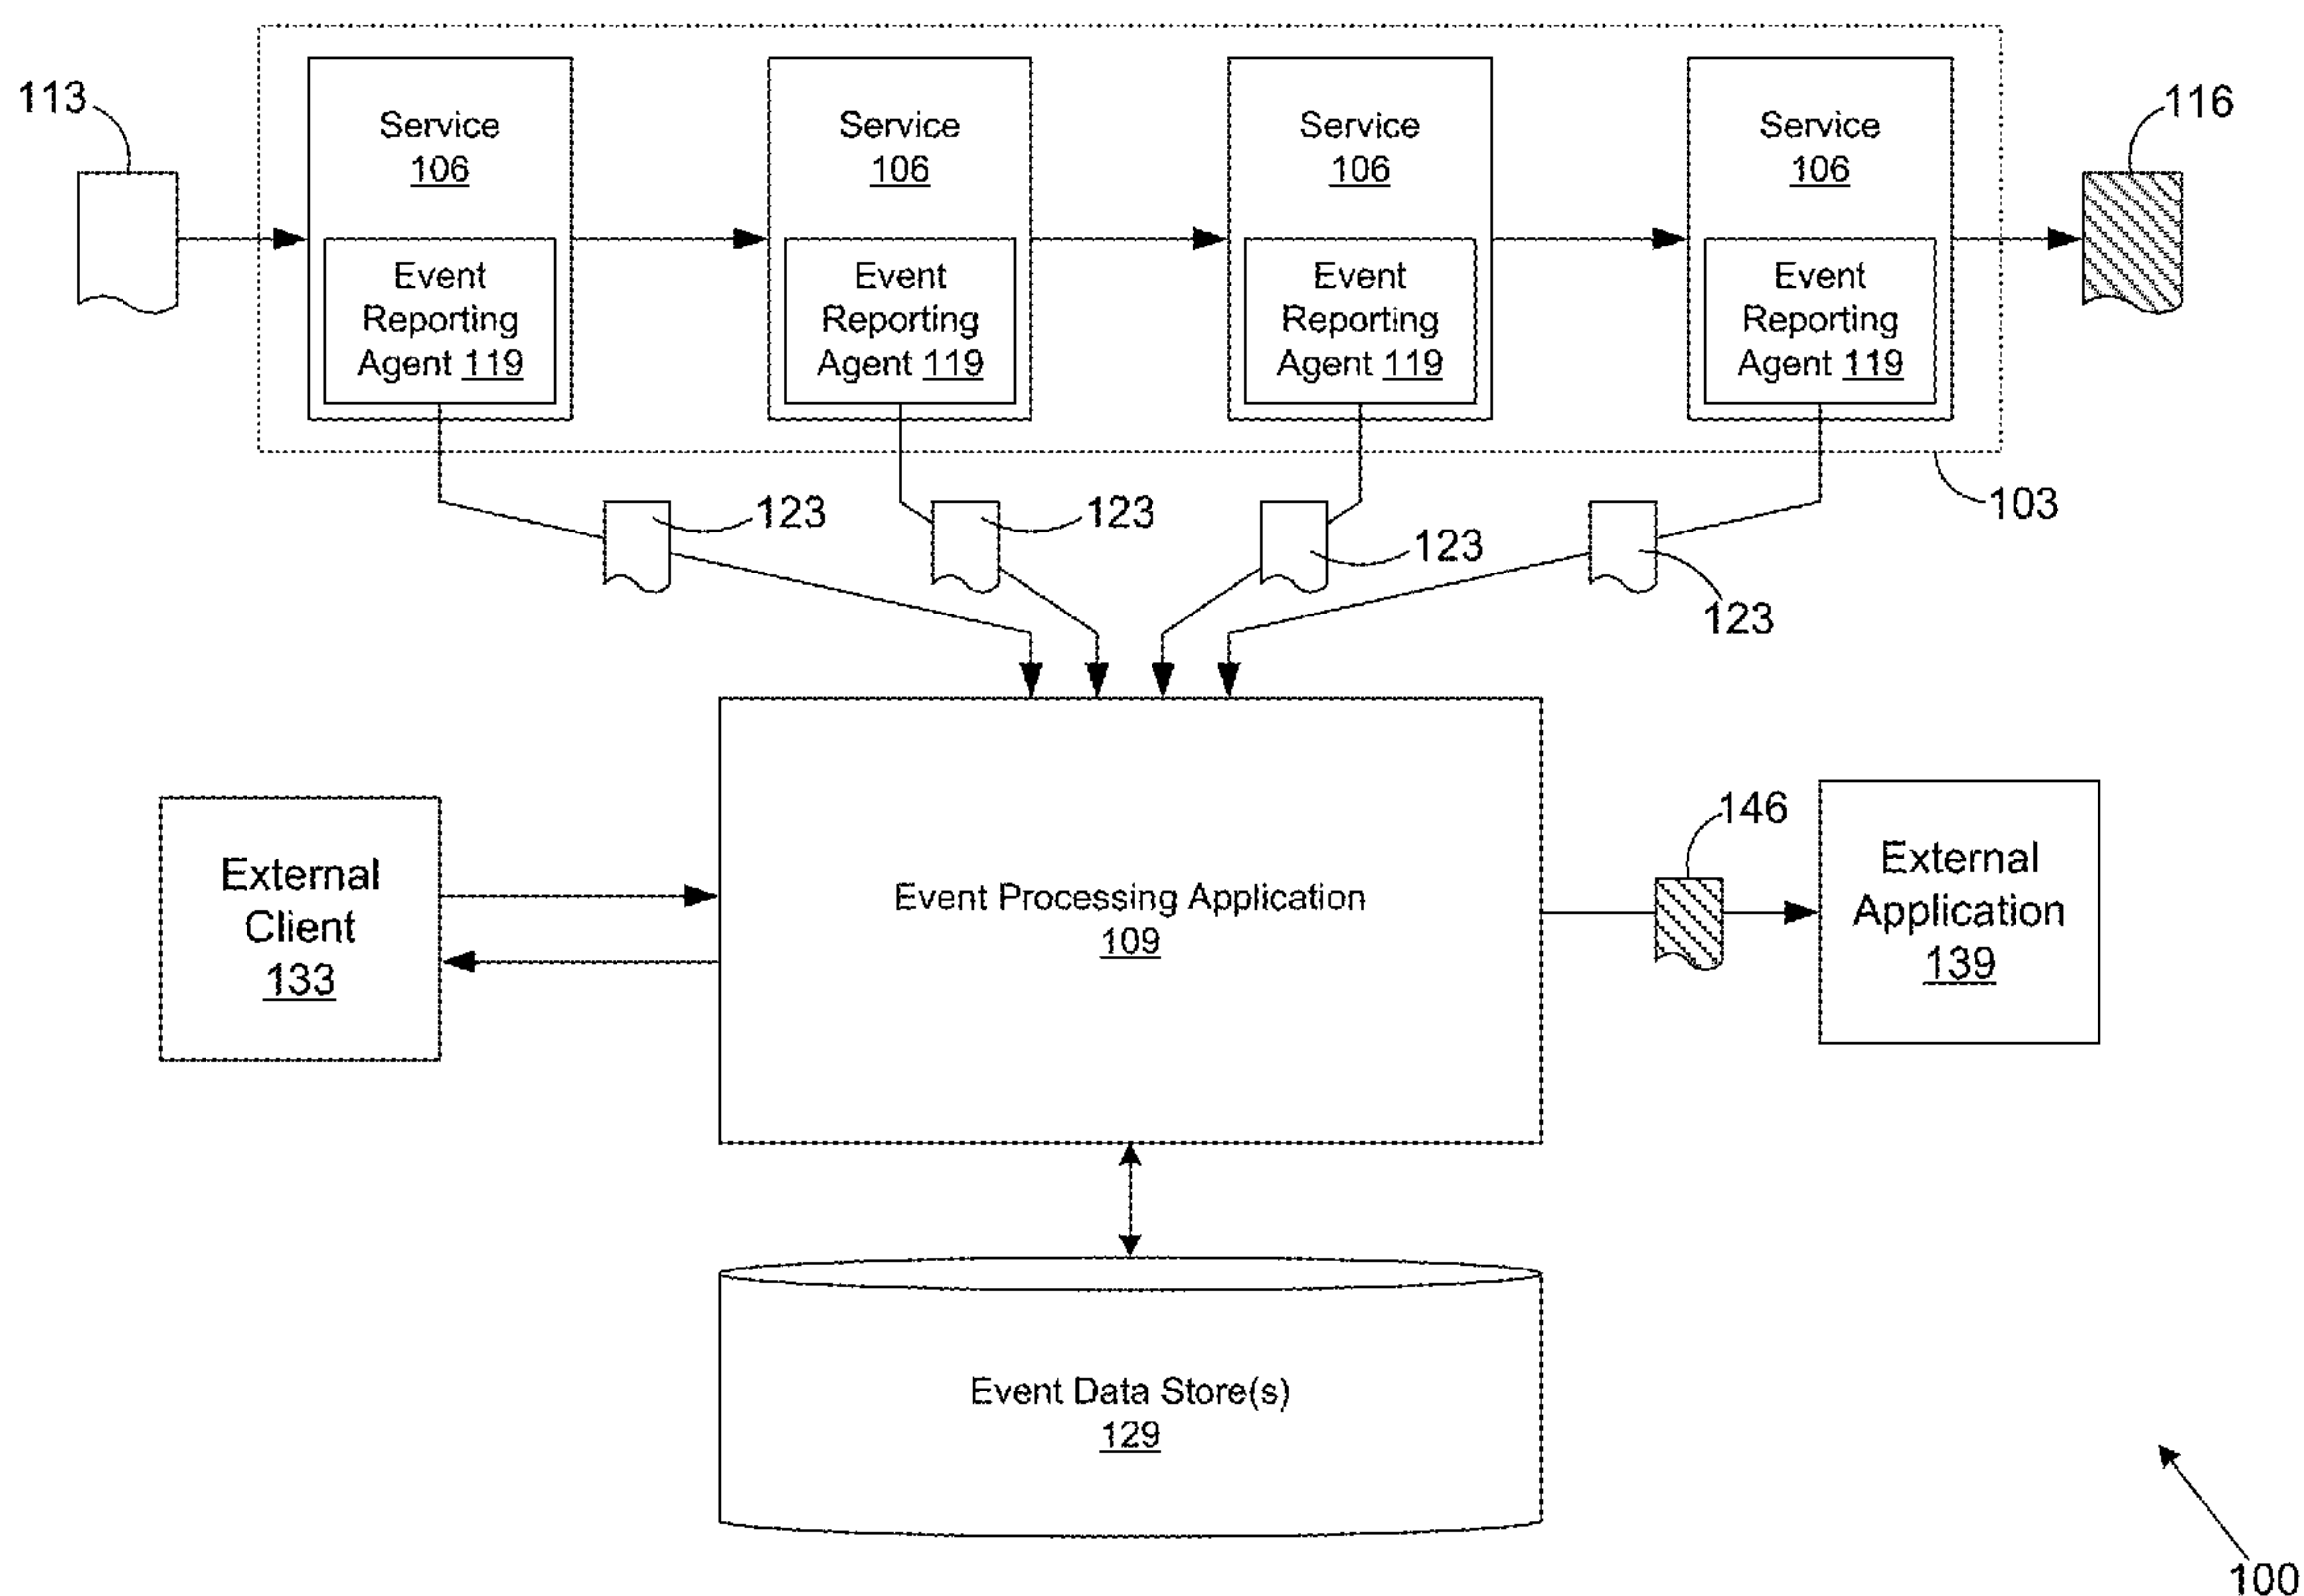 113
116
Service
106
Service
106
Service
106
Service
106
Event
Reporting
Agent 119
Event
Reporting
Agent 119
Event
Reporting
Agent 119
Event
Reporting
Agent 119
103
123
123
123
123
External
Client
133
Event Processing Application
109
146
External
Application
139
Event Data Store(s)
129
100